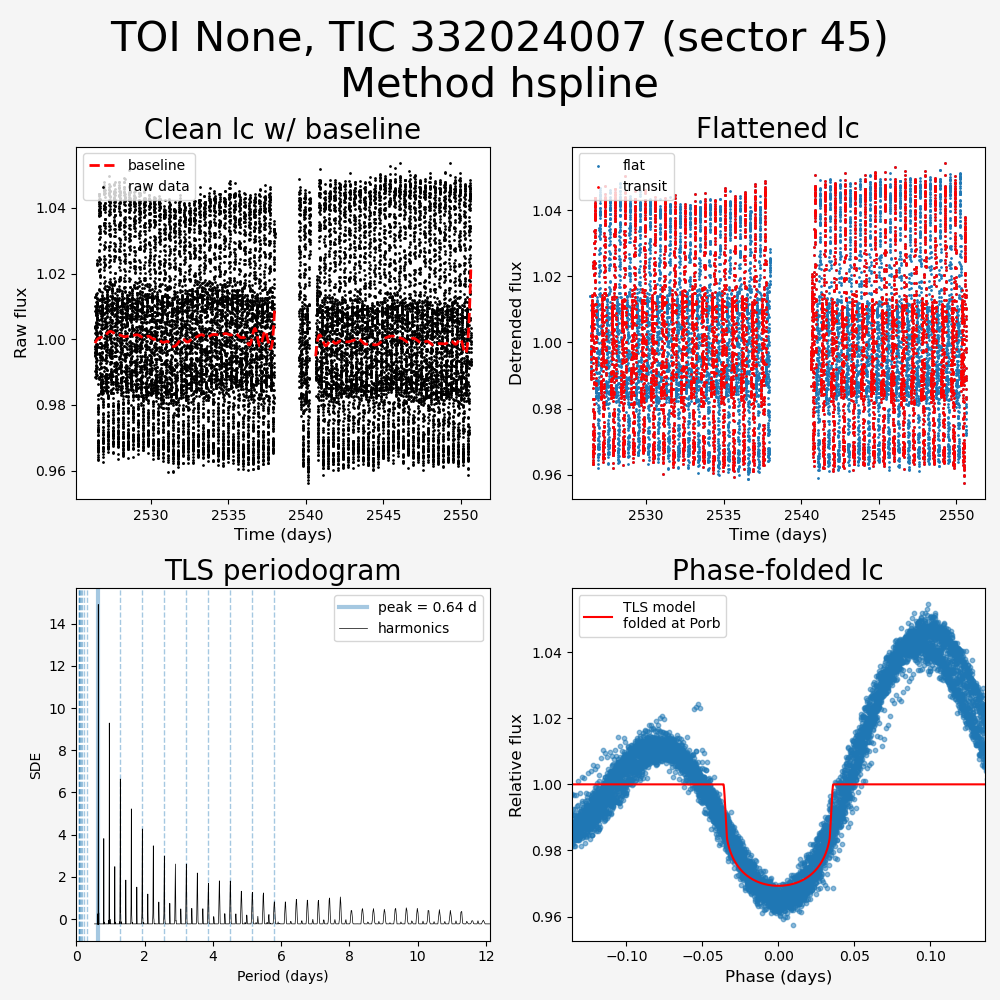 TOI None, TIC 332024007 (sector 45)
Method hspline
Clean lc w/ baseline
baseline
raw data
1.04
1.02
1.00
0.98
0.96
Raw flux
2530
2535
2540
2545
2550
Time (days)
Flattened lc
flat
transit
1.04
1.02
1.00
0.98
0.96
Detrended flux
2530
2535
2540
2545
2550
Time (days)
TLS periodogram
peak = 0.64 d
harmonics
14
12
10
8
6
4
2
0
SDE
0
2
4
6
8
10
12
Period (days)
Phase-folded lc
TLS model
folded at Porb
1.04
1.02
1.00
0.98
0.96
Relative flux
−0.10
−0.05
0.00
0.05
0.10
Phase (days)